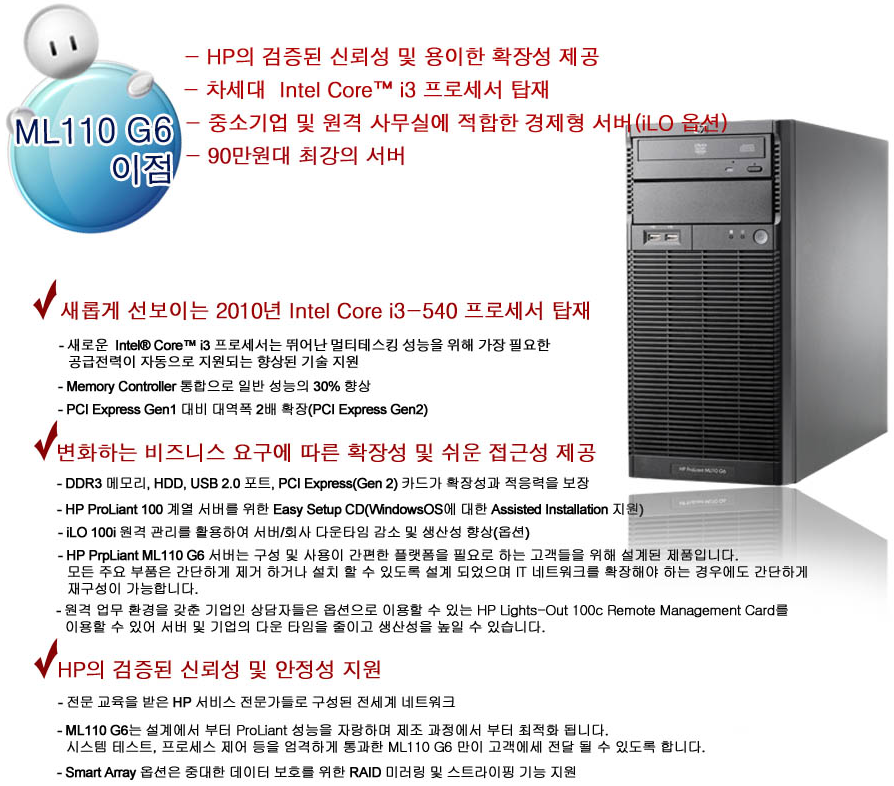 ML110 G6
이점
- HP의 검증된 신뢰성 및 용이한 확장성 제공
- 차세대 Intel Core™ i3 프로세서 탑재
- 중소기업 및 원격 사무실에 적합한 경제형 서버(iLO 옵션)
- 90만원대 최강의 서버
새롭게 선보이는 2010년 Intel Core i3-540 프로세서 탑재
- 새로운 Intel® Core™ i3 프로세서는 뛰어난 멀티테스킹 성능을 위해 가장 필요한
공급전력이 자동으로 지원되는 향상된 기술 지원
- Memory Controller 통합으로 일반 성능의 30% 향상
- PCI Express Gen1 대비 대역폭 2배 확장(PCI Express Gen2)
변화하는 비즈니스 요구에 따른 확장성 및 쉬운 접근성 제공
- DDR3 메모리, HDD, USB 2.0 포트, PCI Express(Gen 2) 카드가 확장성과 적응력을 보장
- HP ProLiant 100 계열 서버를 위한 Easy Setup CD(WindowsOS에 대한 Assisted Installation 지원)
- iLO 100i 원격 관리를 활용하여 서버/회사 다운타임 감소 및 생산성 향상(옵션)
- HP PrpLiant ML110 G6 서버는 구성 및 사용이 간편한 플랫폼을 필요로 하는 고객들을 위해 설계된 제품입니다.
모든 주요 부품은 간단하게 제거 하거나 설치 할 수 있도록 설계 되었으며 IT 네트워크를 확장해야 하는 경우에도 간단하게
재구성이 가능합니다.
- 원격 업무 환경을 갖춘 기업인 상담자들은 옵션으로 이용할 수 있는 HP Lights-Out 100c Remote Management Card를
이용할 수 있어 서버 및 기업의 다운 타임을 줄이고 생산성을 높일 수 있습니다.
HP의 검증된 신뢰성 및 안정성 지원
- 전문 교육을 받은 HP 서비스 전문가들로 구성된 전세계 네트워크
- ML110 G6는 설계에서 부터 ProLiant 성능을 자랑하며 제조 과정에서 부터 최적화 됩니다.
시스템 테스트, 프로세스 제어 등을 엄격하게 통과한 ML110 G6 만이 고객에세 전달 될 수 있도록 합니다.
- Smart Array 옵션은 중대한 데이터 보호를 위한 RAID 미러링 및 스트라이핑 기능 지원
HP ProLiant ML110 G6